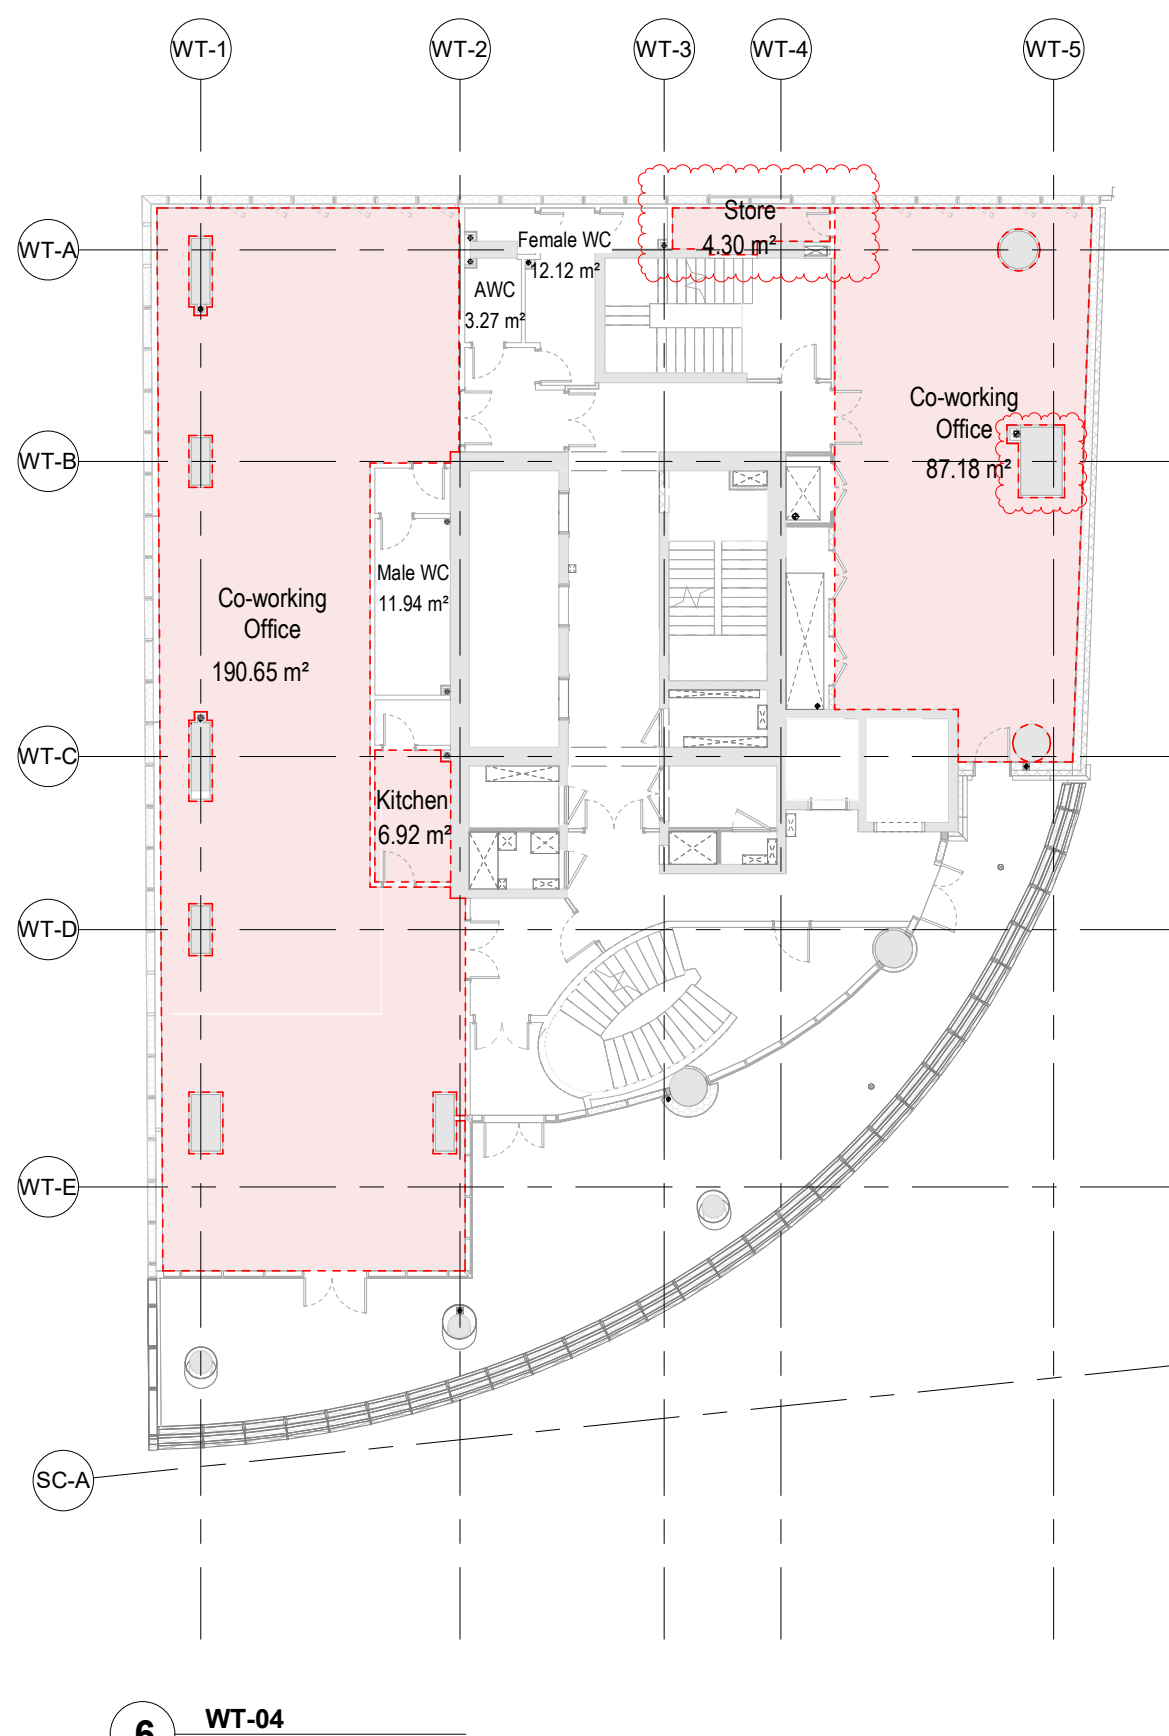 WT-1
WT-2
WT-3
WT-4
WT-5
WT-A
Store
4.30 m²
Female WC
12.12 m²
AWC
3.27 m²
Co-working
Office
87.18 m²
WT-B
Male WC
11.94 m²
Co-working
Office
190.65 m²
WT-C
Kitchen
6.92 m²
WT-D
WT-E
SC-A
6
WT-04